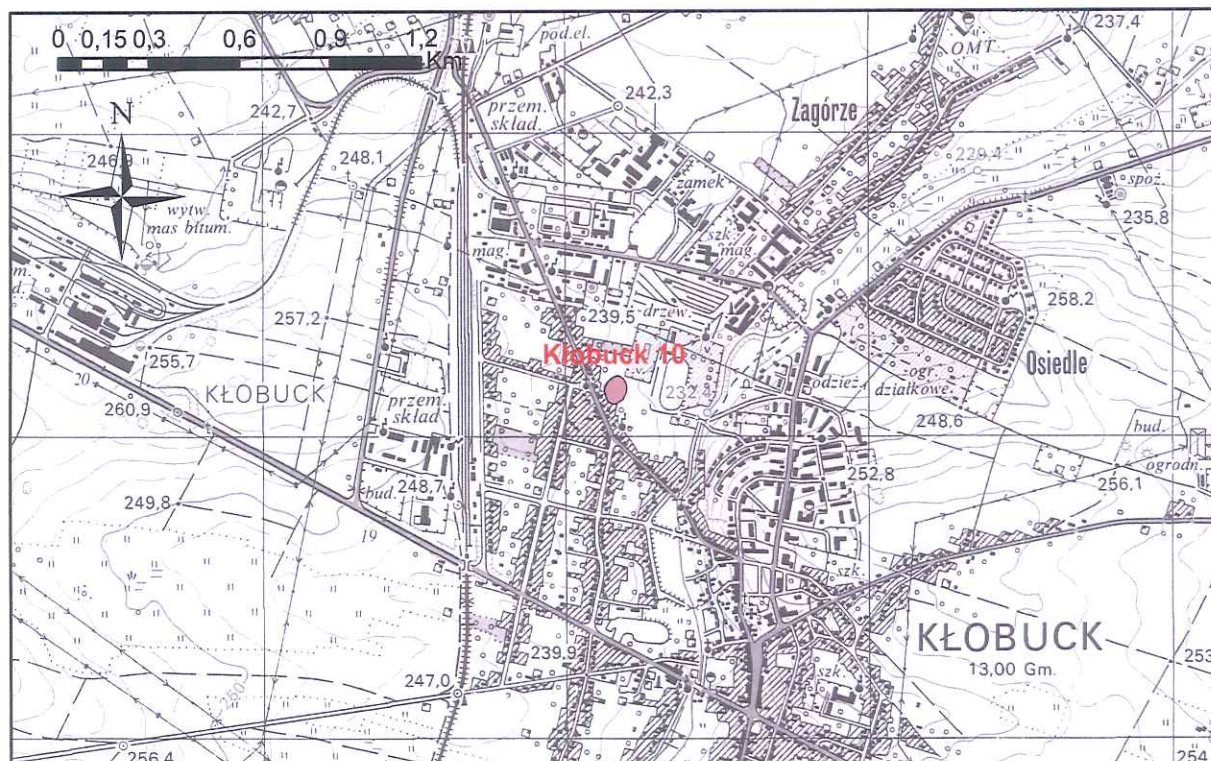 0 0,15 0,3 0,6 0,9 1,2
Km
N
pod.el.
OMT.
237,4
242,7
przem.
skład.
242,3
Zagórze
246,9
248,1
zamek
229,4
spoż.
235,8
wytw.
mas bitum.
mag.
szk.
mag.
257,2
239,5
drzew.
258,2
255,7
Kłobuck 10
Osiedle
20
KŁOBUCK
260,9
przem.
skład
232,4
odzież.
ogr.
działkowe.
248,6
bud.
ogrodn.
252,8
256,1
249,8
bud.
248,7
19
szk.
KŁOBUCK
13,00 Gm.
239,9
247,0
szk.
253
256,4
254